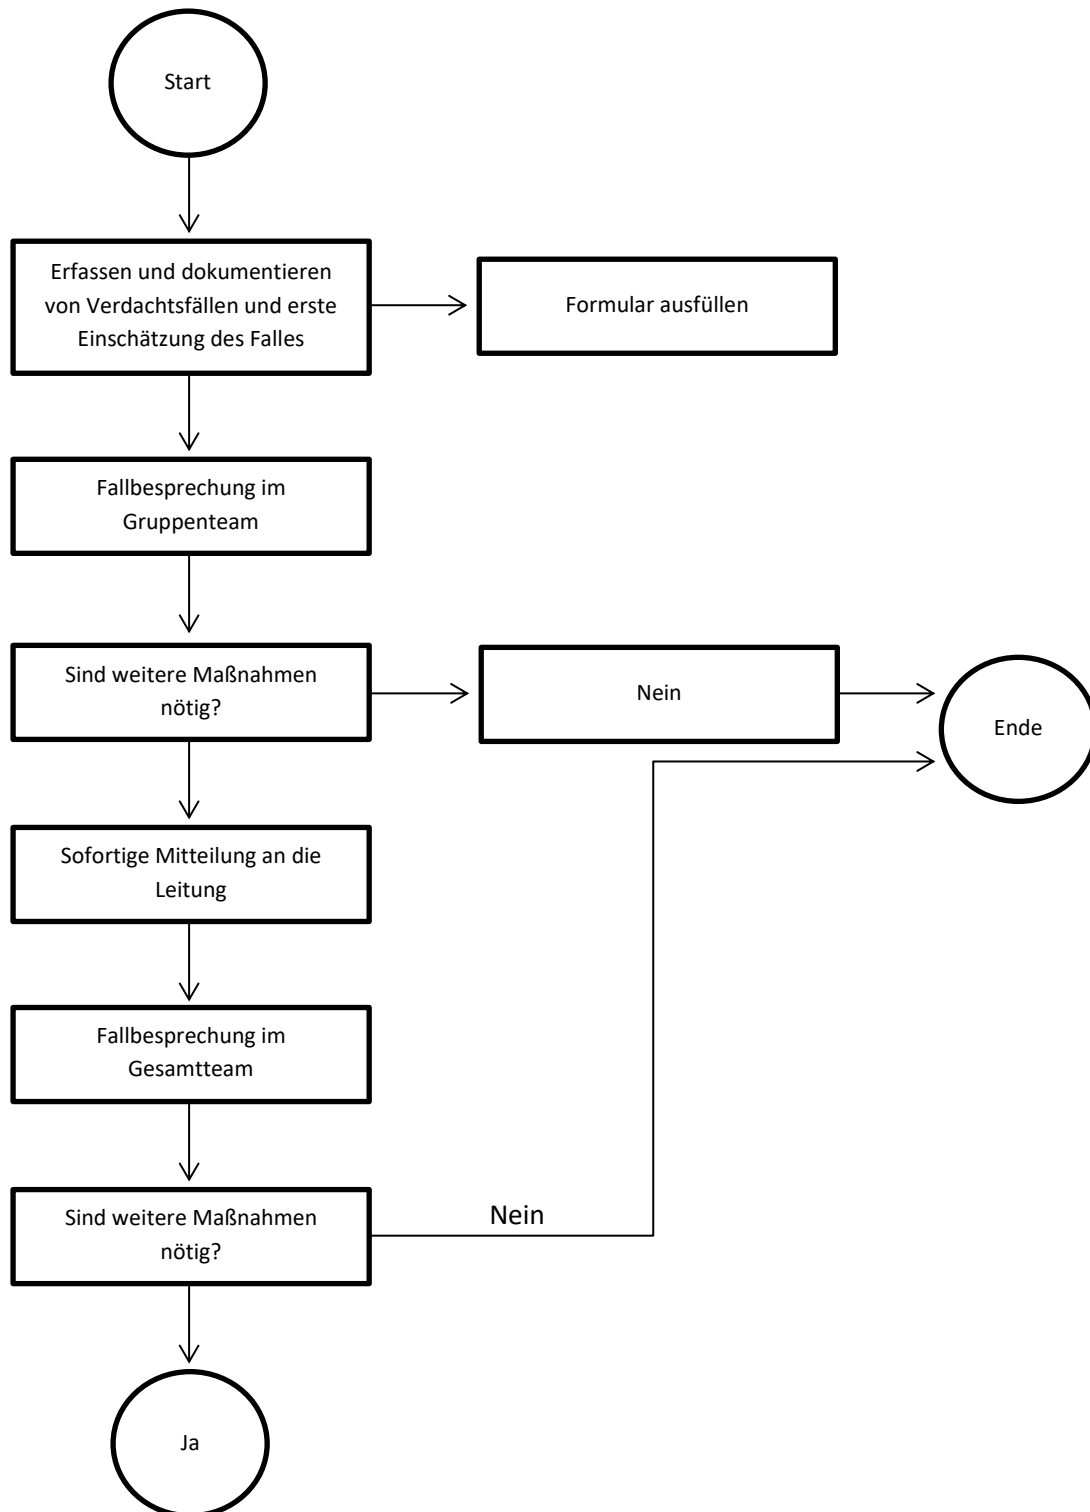 Start
Erfassen und dokumentieren
von Verdachtsfällen und erste
Einschätzung des Falles
Formular ausfüllen
Fallbesprechung im
Gruppenteam
Sind weitere Maßnahmen
nötig?
Nein
Ende
Sofortige Mitteilung an die
Leitung
Fallbesprechung im
Gesamtteam
Sind weitere Maßnahmen
nötig?
Nein
Ja